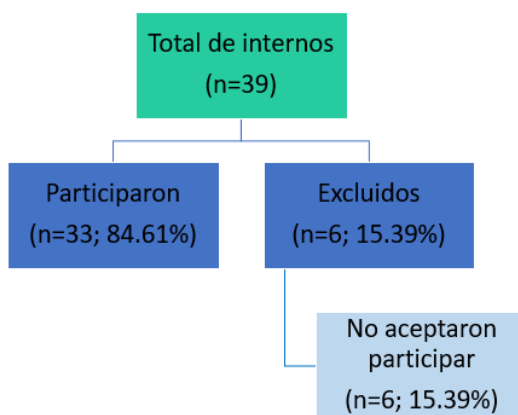 Total de internos
(n=39)
Participaron
(n=33; 84.61%)
Excluidos
(n=6; 15.39%)
No aceptaron
participar
(n=6; 15.39%)